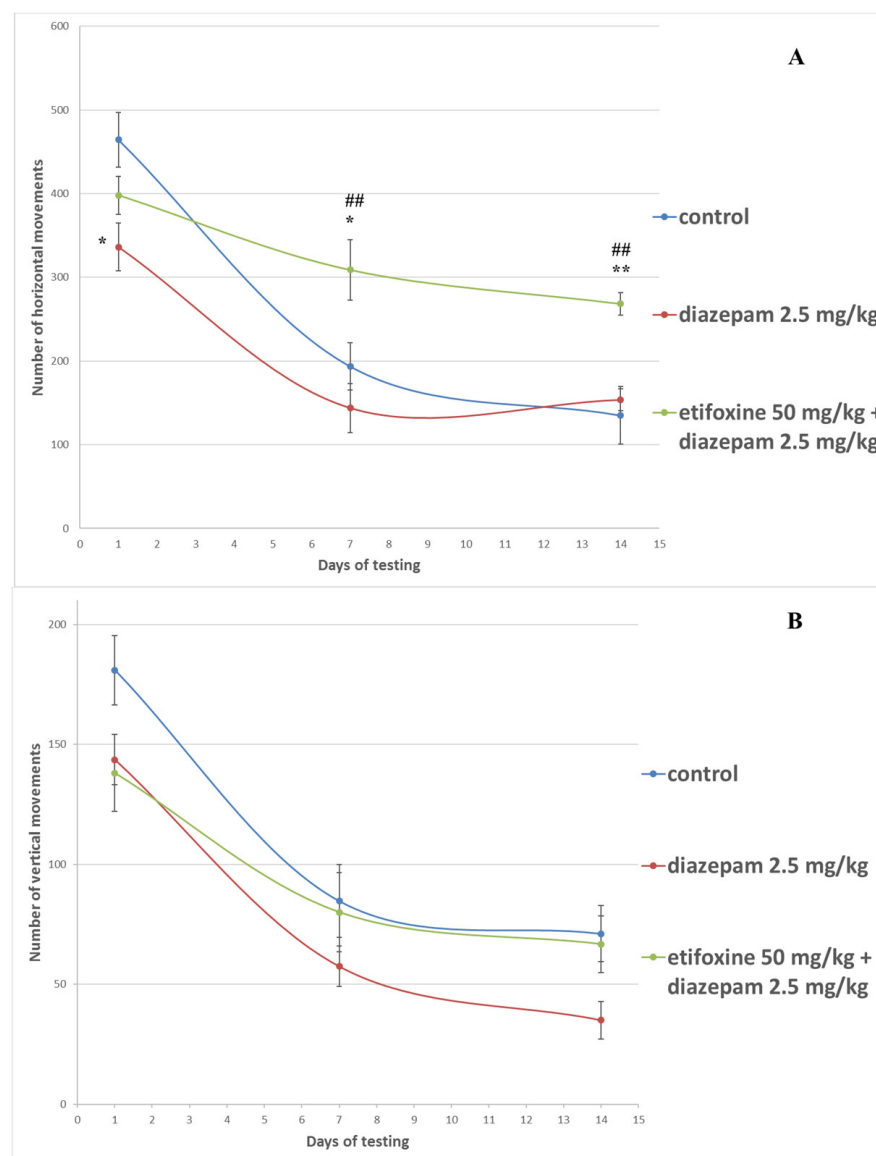 A
600
500
400
300
200
100
0
Number of horizontal movements
*
##
*
##
**
0 1 2 3 4 5 6 7 8 9 10 11 12 13 14 15
Days of testing
control
diazepam 2.5 mg/kg
etifoxine 50 mg/kg +
diazepam 2.5 mg/kg
B
200
150
100
50
0
Number of vertical movements
0 1 2 3 4 5 6 7 8 9 10 11 12 13 14 15
Days of testing
control
diazepam 2.5 mg/kg
etifoxine 50 mg/kg +
diazepam 2.5 mg/kg